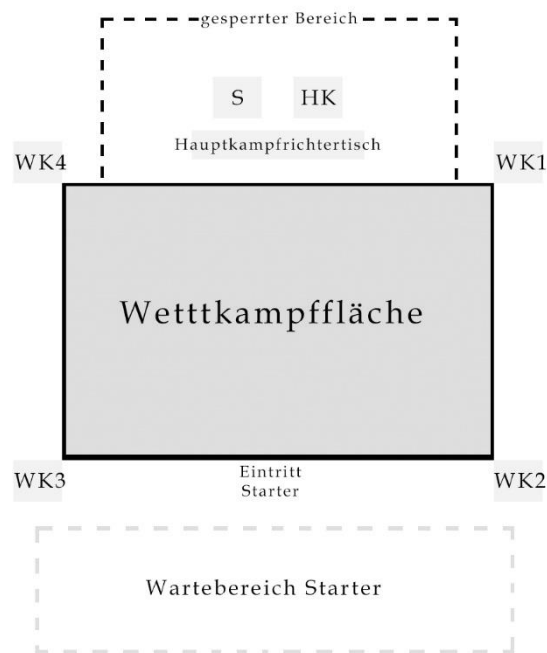 gesperrter Bereich
S HK
Hauptkampfrichtertisch
WK4 WK1
Wetttkampffläche
WK3 WK2
Eintritt
Starter
Wartebereich Starter